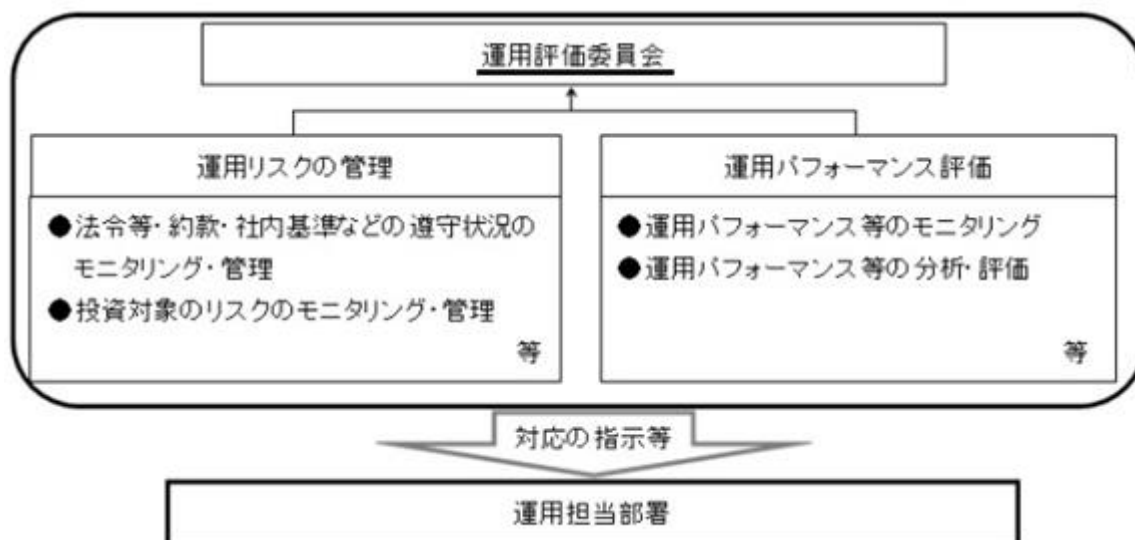 運用評価委員会
運用リスクの管理
●法令等・約款・社内基準などの遵守状況の
モニタリング・管理
●投資対象のリスクのモニタリング・管理
等
運用パフォーマンス評価
●運用パフォーマンス等のモニタリング
●運用パフォーマンス等の分析・評価
等
対応の指示等
運用担当部署